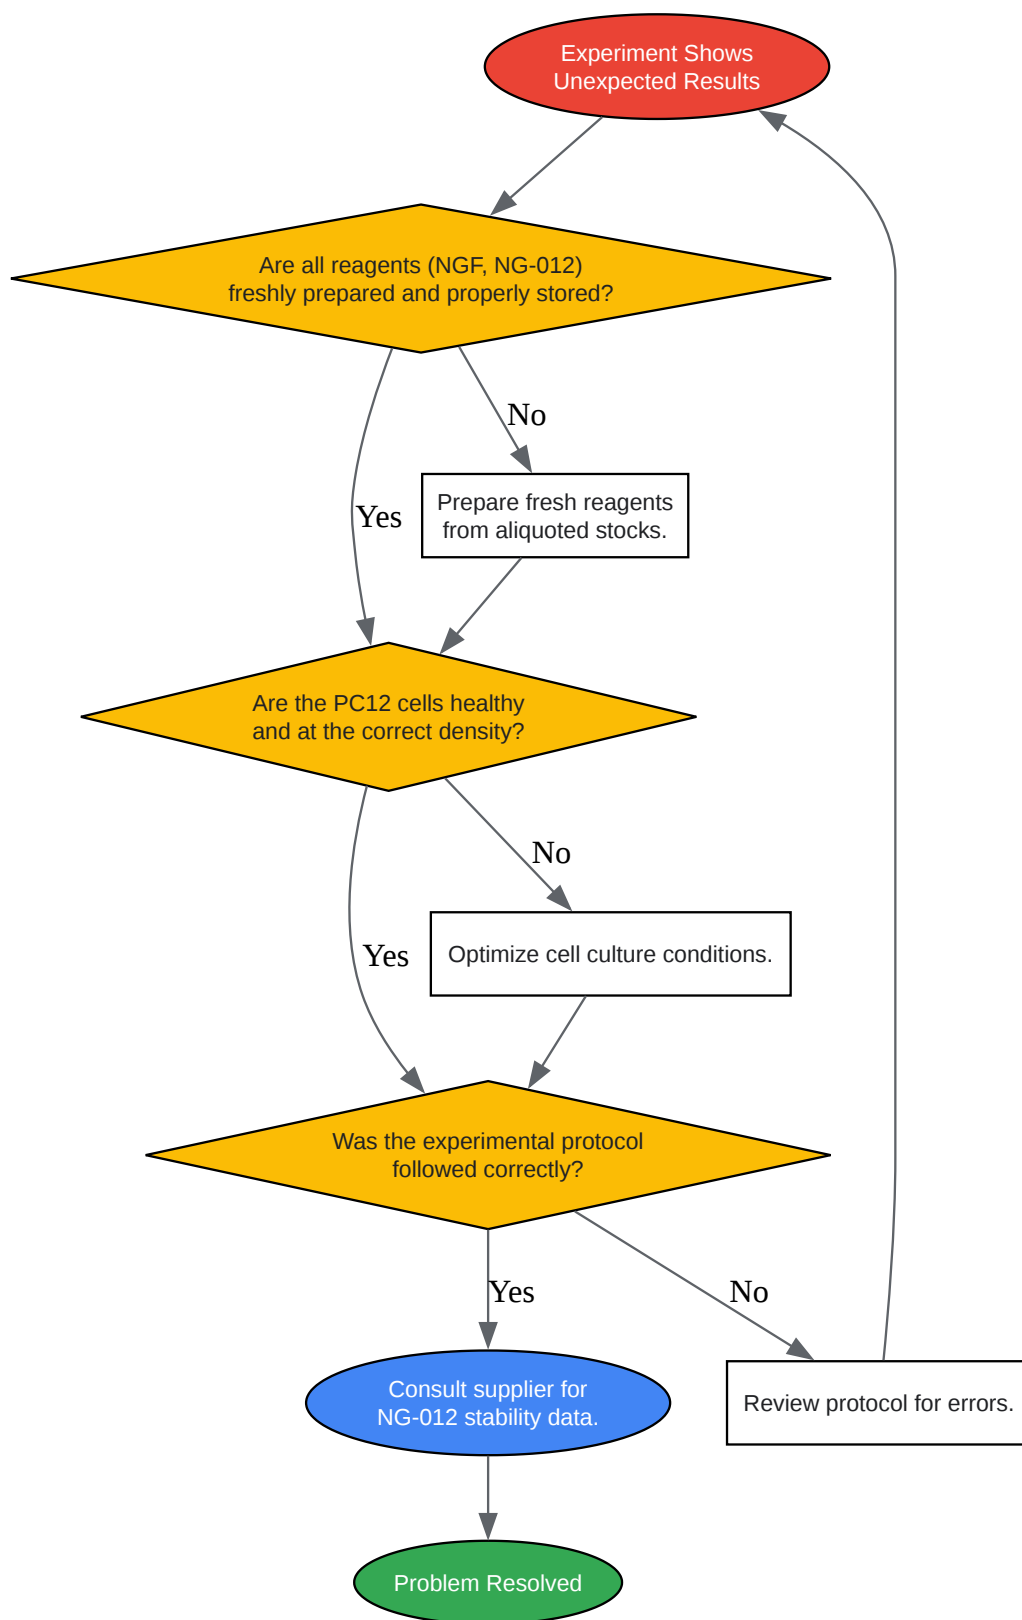 Experiment Shows
Unexpected Results
Are all reagents (NGF, NG-012)
freshly prepared and properly stored?
No
Yes
Prepare fresh reagents
from aliquoted stocks.
Are the PC12 cells healthy
and at the correct density?
No
Yes
Optimize cell culture conditions.
Was the experimental protocol
followed correctly?
Yes
No
Consult supplier for
NG-012 stability data.
Review protocol for errors.
Problem Resolved